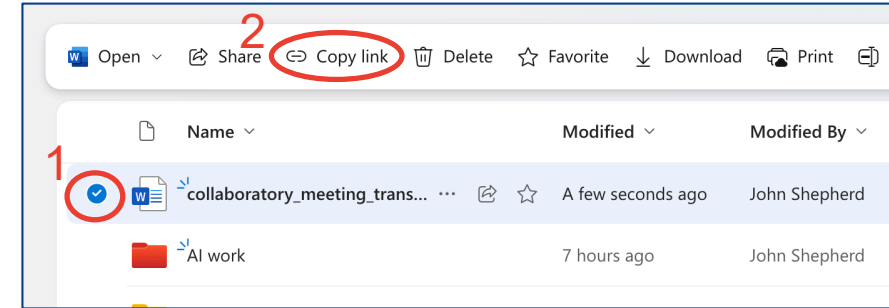 2
Open Share Copy link Delete Favorite Download Print
Name Modified Modified By
1
W collaboratory_meeting_trans... ... A few seconds ago John Shepherd
AI work 7 hours ago John Shepherd